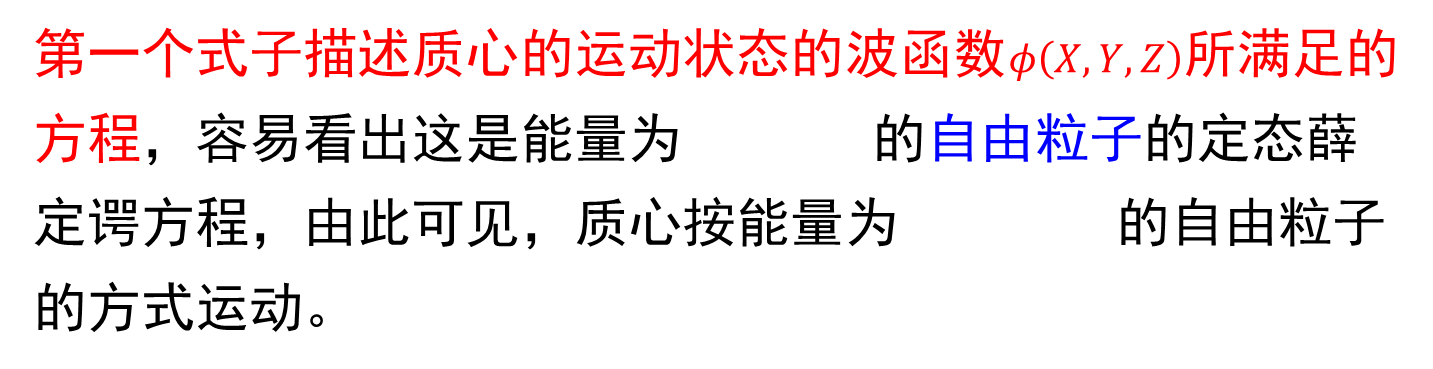 第一个式子描述质心的运动状态的波函数ϕ(X,Y,Z)所满足的
方程，容易看出这是能量为 的自由粒子的定态薛
定谔方程，由此可见，质心按能量为 的自由粒子
的方式运动。